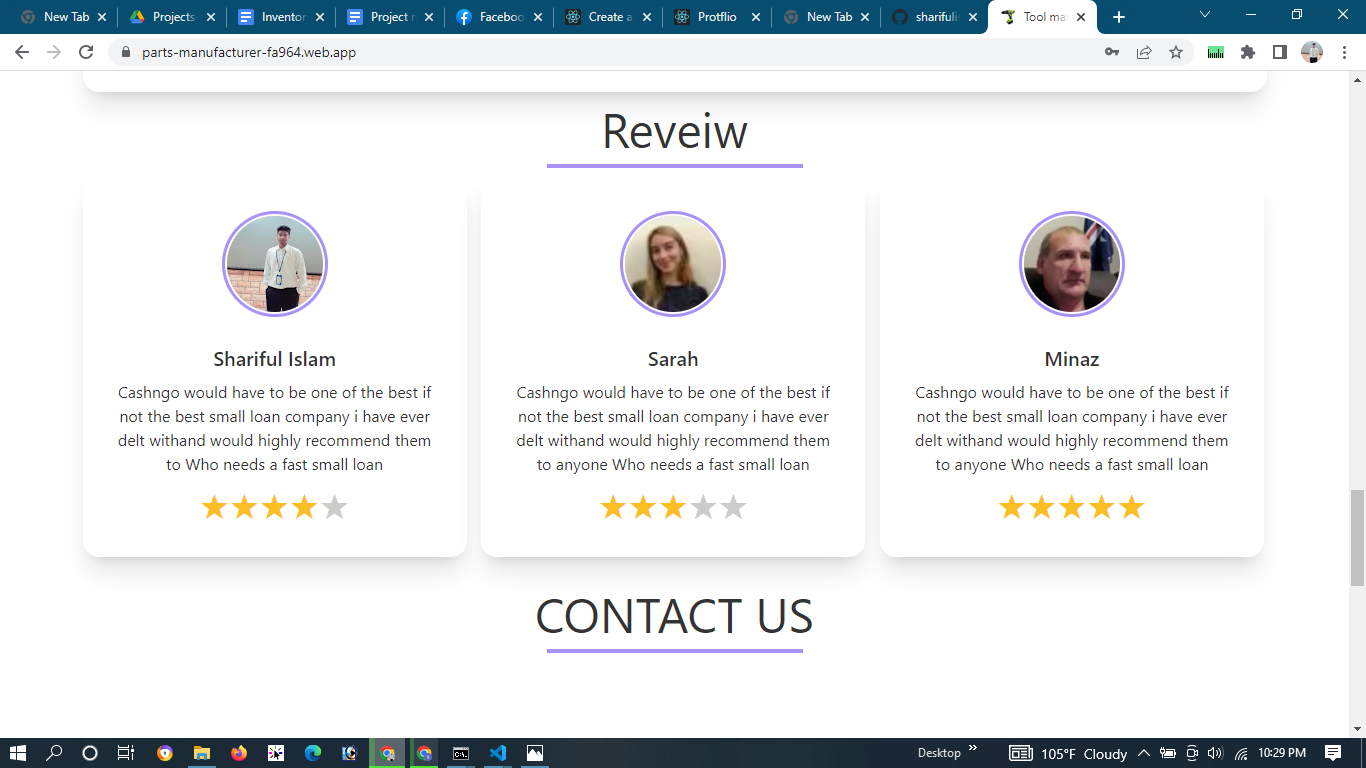 New Tab
Projects-
Inventor
Project r
Faceboo
Create a
Protflio
New Tab
sharifuli
Tool ma
parts-manufacturer-fa964.web.app
Reveiw
Shariful Islam
Cashngo would have to be one of the best if
not the best small loan company i have ever
delt withand would highly recommend them
to Who needs a fast small loan
Sarah
Cashngo would have to be one of the best if
not the best small loan company i have ever
delt withand would highly recommend them
to anyone Who needs a fast small loan
Minaz
Cashngo would have to be one of the best if
not the best small loan company i have ever
delt withand would highly recommend them
to anyone Who needs a fast small loan
CONTACT US
Desktop
105°F Cloudy
10:29 PM